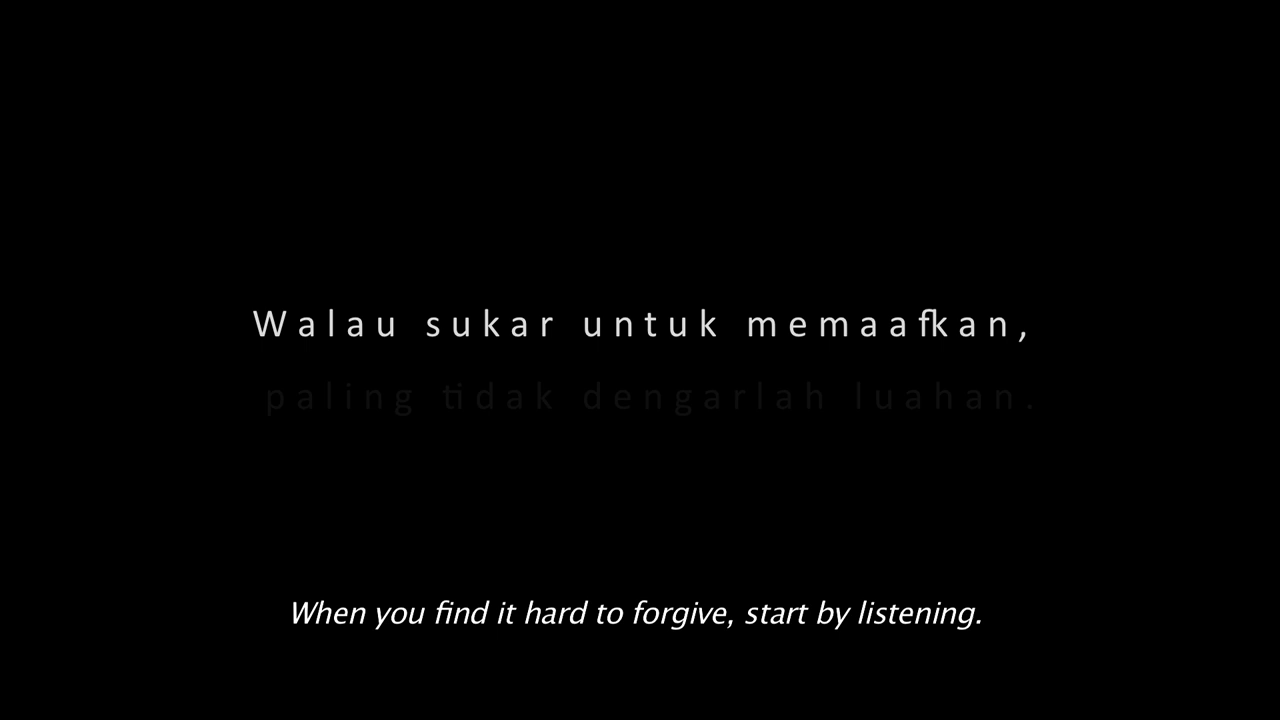 Walau sukar untuk memaafkan,
paling tidak dengarlah luahan.
When you find it hard to forgive, start by listening.